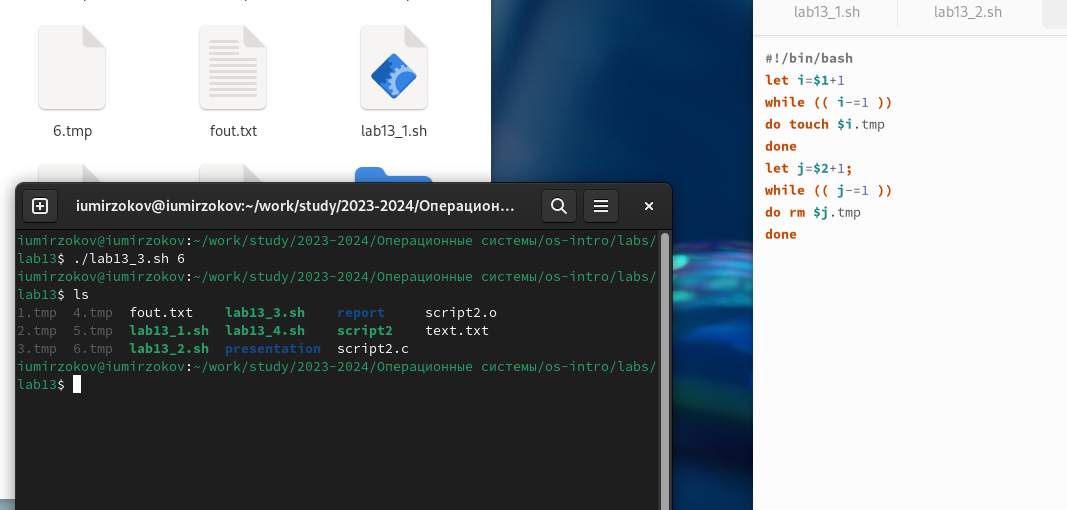 6.tmp
fout.txt
lab13_1.sh
iumirzokov@iumirzokov:~/work/study/2023-2024/Операцион...
iumirzokov@iumirzokov:~/work/study/2023-2024/Операционные системы/os-intro/labs/
lab13$ ./lab13_3.sh 6
iumirzokov@iumirzokov:~/work/study/2023-2024/Операционные системы/os-intro/labs/
lab13$ ls
1.tmp 4.tmp fout.txt lab13_3.sh report script2.o
2.tmp 5.tmp lab13_1.sh lab13_4.sh script2 text.txt
3.tmp 6.tmp lab13_2.sh presentation script2.c
iumirzokov@iumirzokov:~/work/study/2023-2024/Операционные системы/os-intro/labs/
lab13$
lab13_1.sh
lab13_2.sh
#!/bin/bash
let i=$1+1
while (( i-=1 ))
do touch $i.tmp
done
let j=$2+1;
while (( j-=1 ))
do rm $j.tmp
done